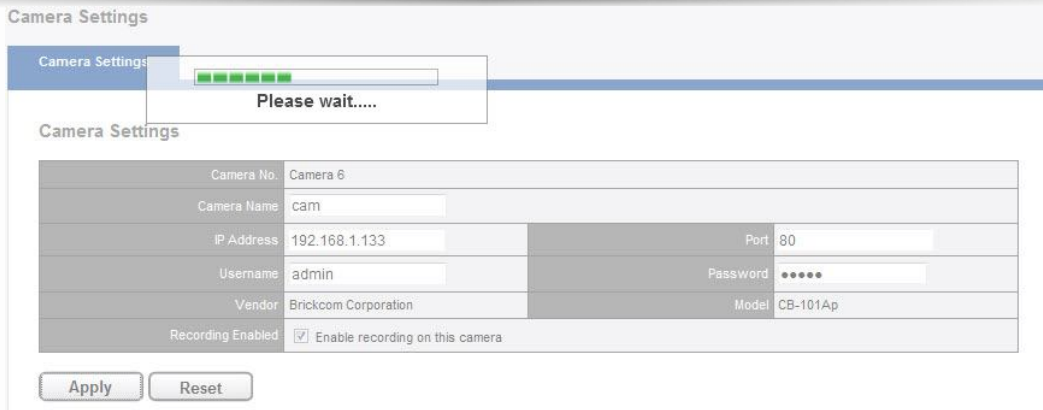 Camera Settings
Camera Settings
Please wait.....
Camera Settings
Camera No. Camera 6
Camera Name cam
IP Address 192.168.1.133 Port 80
Username admin Password •••••
Vendor Brickcom Corporation Model CB-101Ap
Recording Enabled Enable recording on this camera
Apply Reset